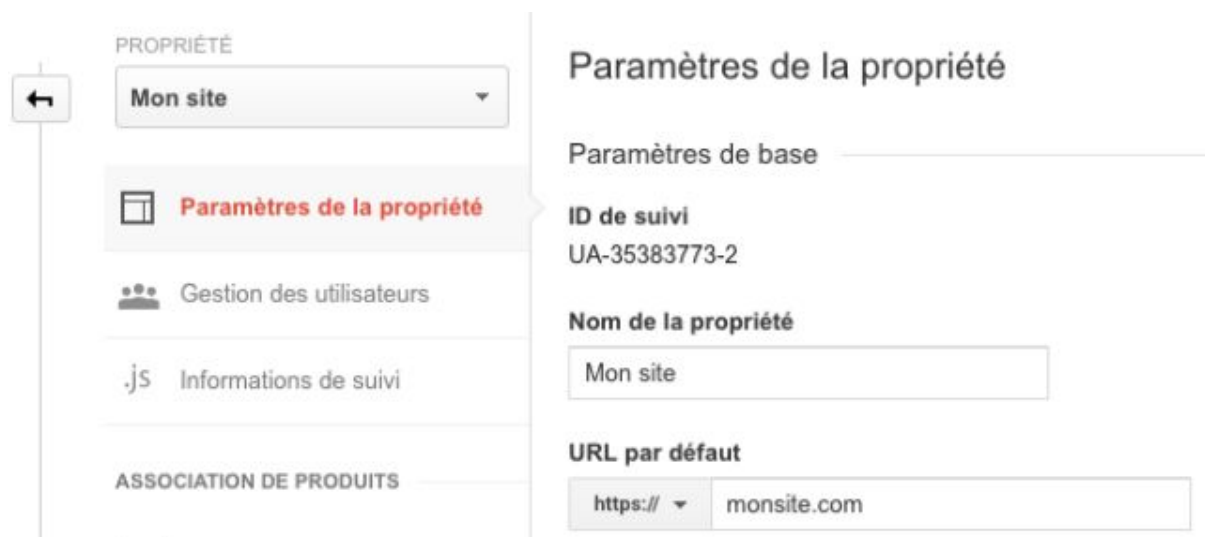 PROPRIÉTÉ
Mon site
Paramètres de la propriété
Gestion des utilisateurs
.js Informations de suivi
ASSOCIATION DE PRODUITS
Paramètres de la propriété
Paramètres de base
ID de suivi
UA-35383773-2
Nom de la propriété
Mon site
URL par défaut
https:// monsite.com